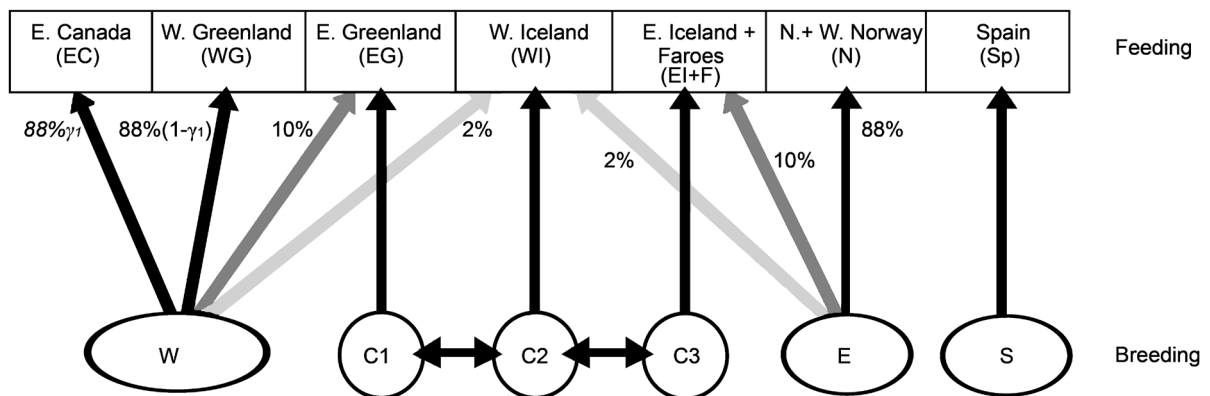 E. Canada
(EC)
W. Greenland
(WG)
E. Greenland
(EG)
W. Iceland
(WI)
E. Iceland +
Faroes
(EI+F)
N.+ W. Norway
(N)
Spain
(Sp)
Feeding
88%γ1
88%(1-γ1)
10%
2%
2%
10%
88%
W
C1
C2
C3
E
S
Breeding